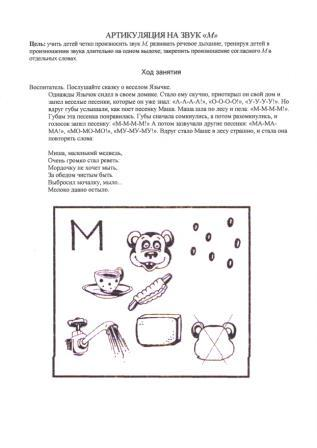 АРТИКУЛЯЦИЯ НА ЗВУК «М»
Цель: учить детей четко произносить звук М, развивать речевое дыхание, тренируя детей в
произношении звука длительно на одном выдохе; закрепить произношение согласного М в
отдельных словах.
Ход занятия
Воспитатель. Послушайте сказку о веселом Язычке.
Однажды Язычок сидел в своем домике. Стало ему скучно, приоткрыл он свой дом и
запел веселые песенки, которые он уже знал: «А-А-А-А!», «О-О-О-О!», «У-У-У-У!». Но
вдруг губы услышали, как поет песенку Маша. Маша шла по лесу и пела: «М-М-М-М!».
Губам эта песенка понравилась. Губы сначала сомкнулись, а потом разомкнулись, и
голосок запел песенку: «М-М-М-М!» А потом зазвучали другие песенки: «МА-МА-
МА!», «МО-МО-МО!», «МУ-МУ-МУ!». Вдруг стало Маше в лесу страшно, и стала она
повторять слова:
Миша, маленький медведь,
Очень громко стал реветь:
Мордочку не хочет мыть,
За обедом чистым быть.
Выбросил мочалку, мыло...
Молоко давно остыло.
М